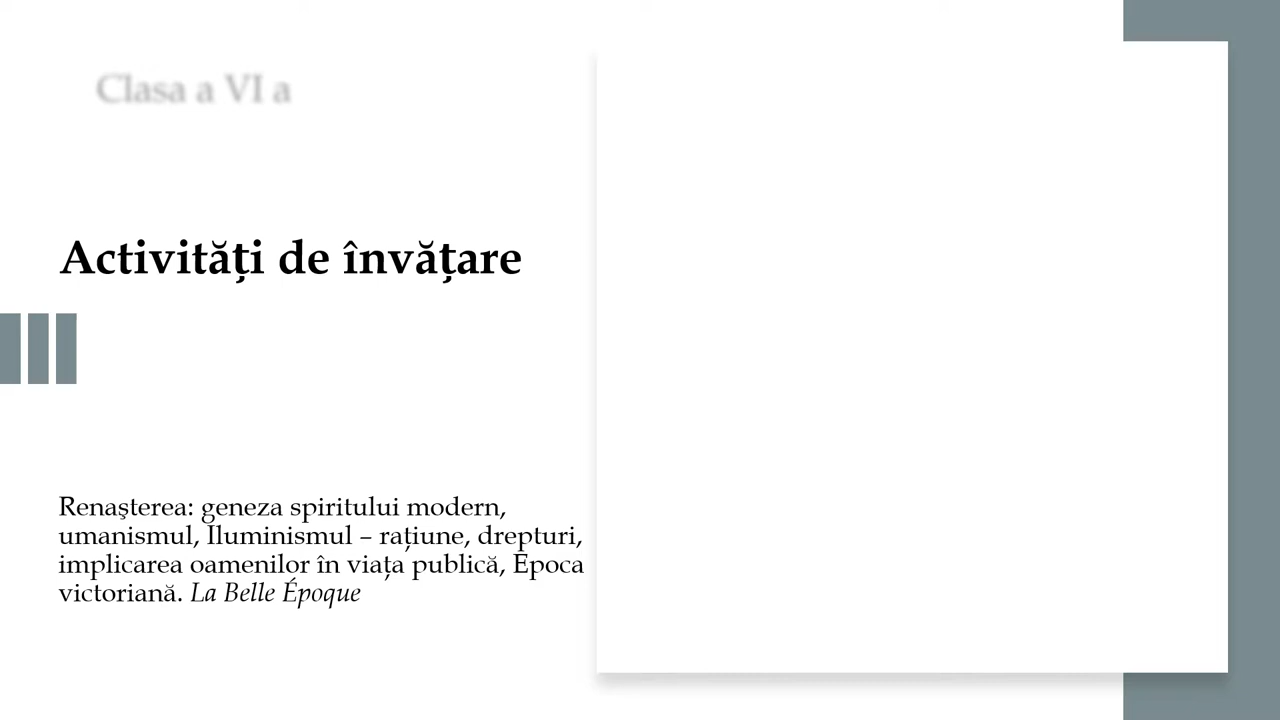 Clasa a VI a
Activități de învățare
Renaşterea: geneza spiritului modern,
umanismul, Iluminismul – rațiune, drepturi,
implicarea oamenilor în viața publică, Epoca
victoriană. La Belle Époque